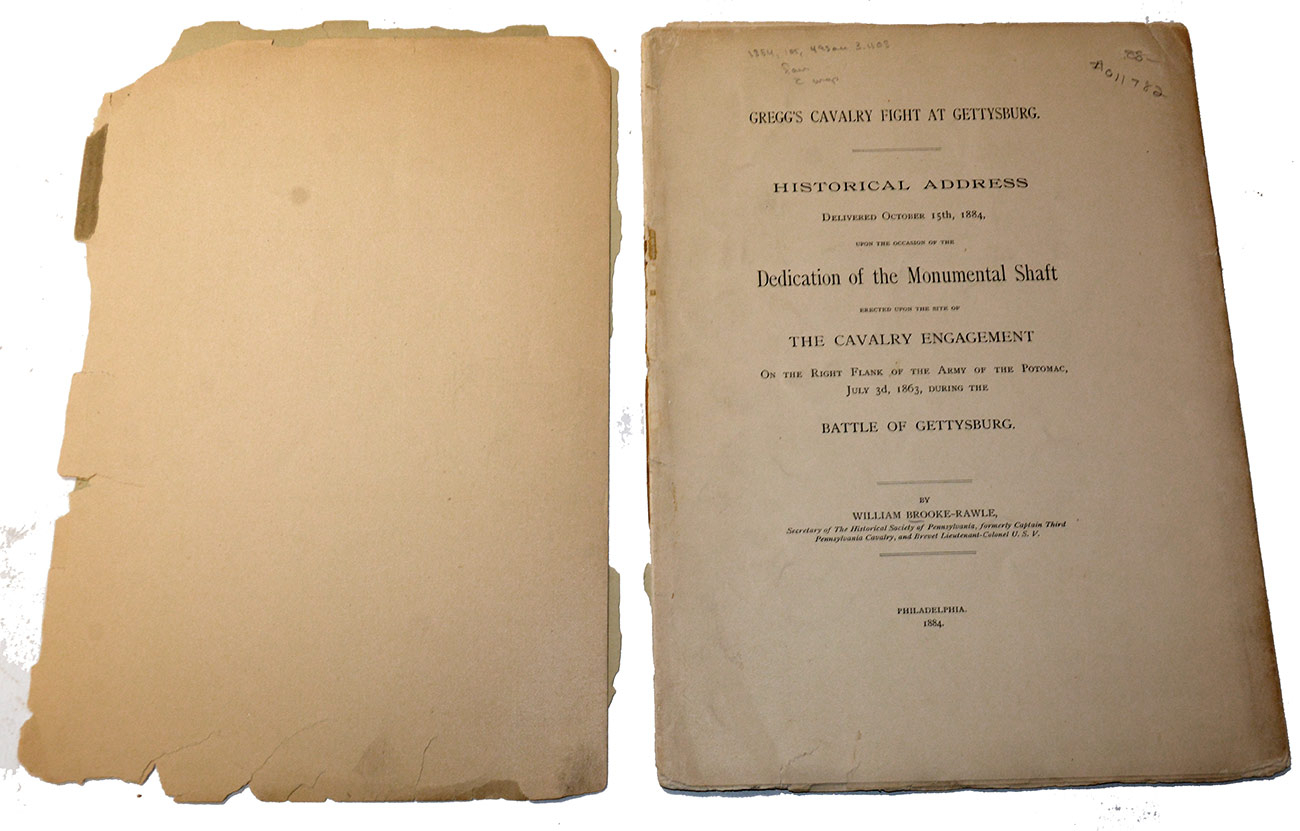 88—
A011782
GREGG'S CAVALRY FIGHT AT GETTYSBURG.
HISTORICAL ADDRESS
DELIVERED OCTOBER 15th, 1884,
UPON THE OCCASION OF THE
Dedication of the Monumental Shaft
ERECTED UPON THE SITE OF
THE CAVALRY ENGAGEMENT
ON THE RIGHT FLANK OF THE ARMY OF THE POTOMAC,
JULY 3d, 1863, DURING THE
BATTLE OF GETTYSBURG.
BY
WILLIAM BROOKE-RAWLE,
Secretary of The Historical Society of Pennsylvania, formerly Captain Third
Pennsylvania Cavalry, and Brevet Lieutenant-Colonel U. S. V.
PHILADELPHIA.
1884.